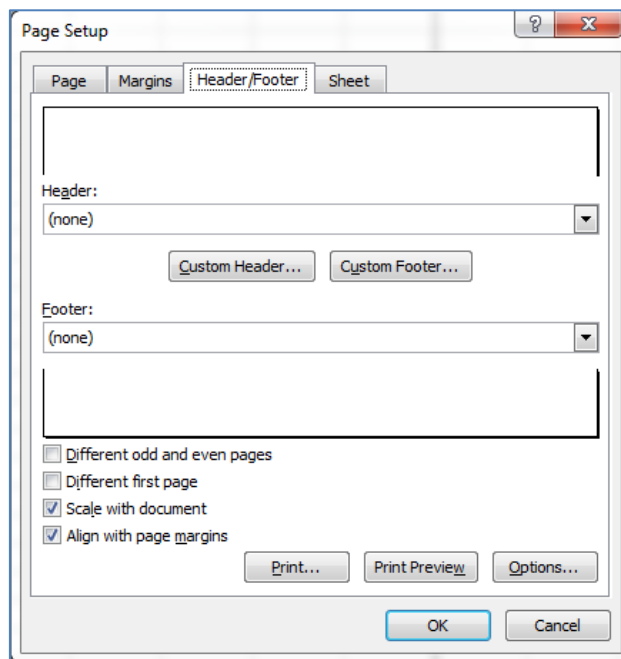 Page Setup
Page Margins Header/Footer Sheet
Header:
(none)
Custom Header... Custom Footer...
Footer:
(none)
Different odd and even pages
Different first page
Scale with document
Align with page margins
Print... Print Preview Options...
OK Cancel